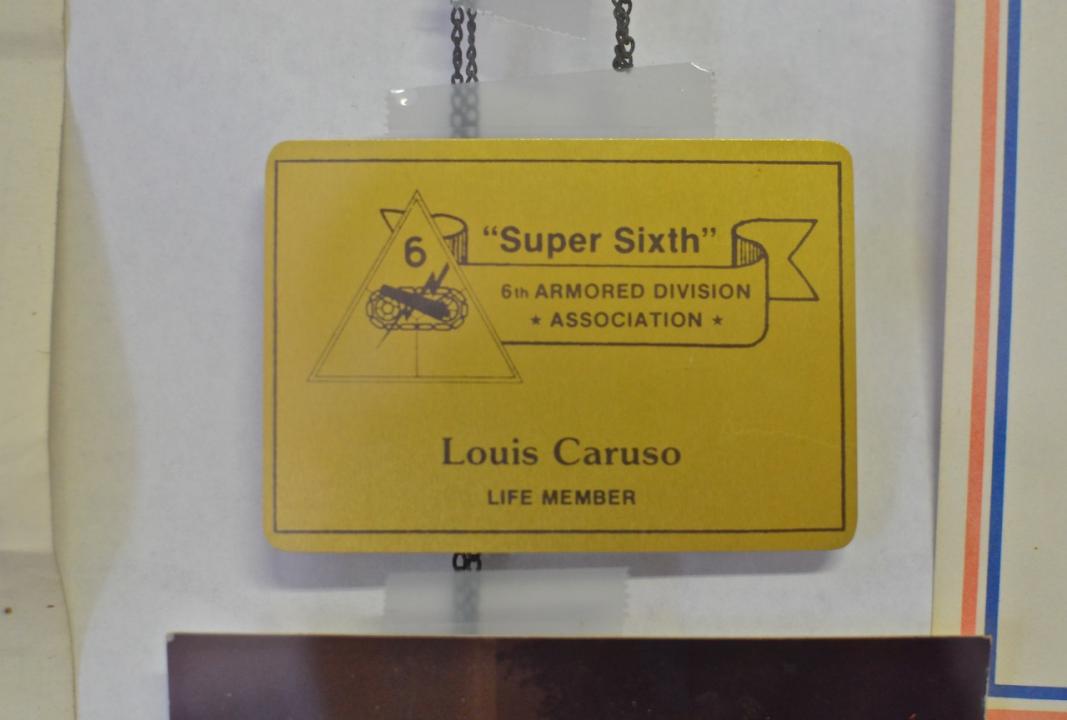 6
“Super Sixth”
6th ARMORED DIVISION
★ ASSOCIATION ★
Louis Caruso
LIFE MEMBER